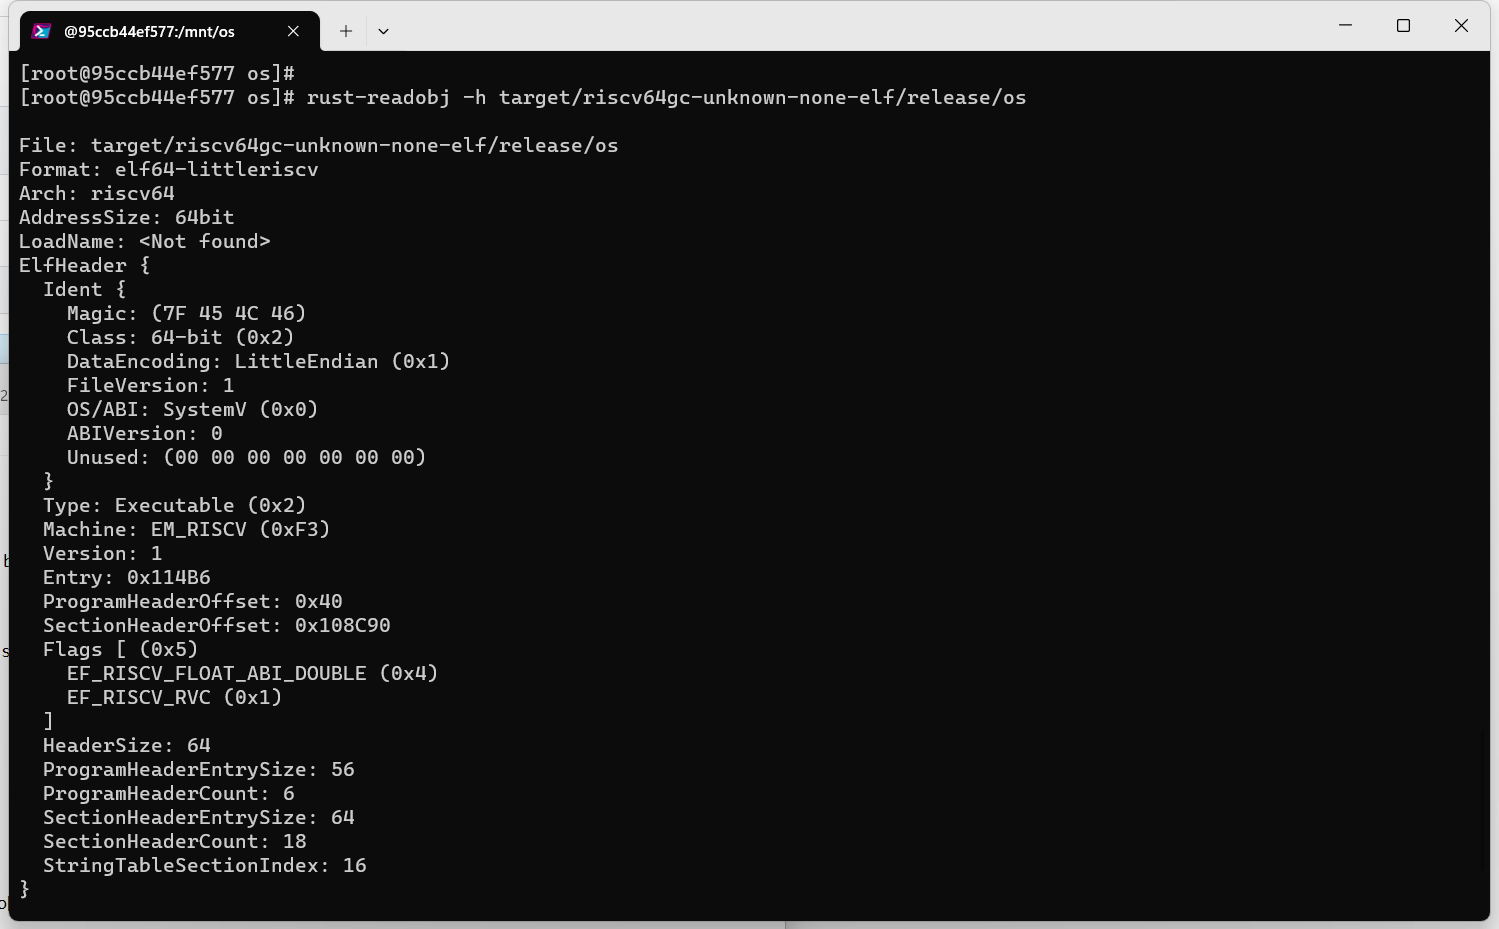 @95ccb44ef577:/mnt/os
[root@95ccb44ef577 os]#
[root@95ccb44ef577 os]# rust-readobj -h target/riscv64gc-unknown-none-elf/release/os
File: target/riscv64gc-unknown-none-elf/release/os
Format: elf64-littleriscv
Arch: riscv64
AddressSize: 64bit
LoadName: <Not found>
ElfHeader {
  Ident {
    Magic: (7F 45 4C 46)
    Class: 64-bit (0x2)
    DataEncoding: LittleEndian (0x1)
    FileVersion: 1
    OS/ABI: SystemV (0x0)
    ABIVersion: 0
    Unused: (00 00 00 00 00 00 00)
  }
  Type: Executable (0x2)
  Machine: EM_RISCV (0xF3)
  Version: 1
  Entry: 0x114B6
  ProgramHeaderOffset: 0x40
  SectionHeaderOffset: 0x108C90
  Flags [ (0x5)
    EF_RISCV_FLOAT_ABI_DOUBLE (0x4)
    EF_RISCV_RVC (0x1)
  ]
  HeaderSize: 64
  ProgramHeaderEntrySize: 56
  ProgramHeaderCount: 6
  SectionHeaderEntrySize: 64
  SectionHeaderCount: 18
  StringTableSectionIndex: 16
}